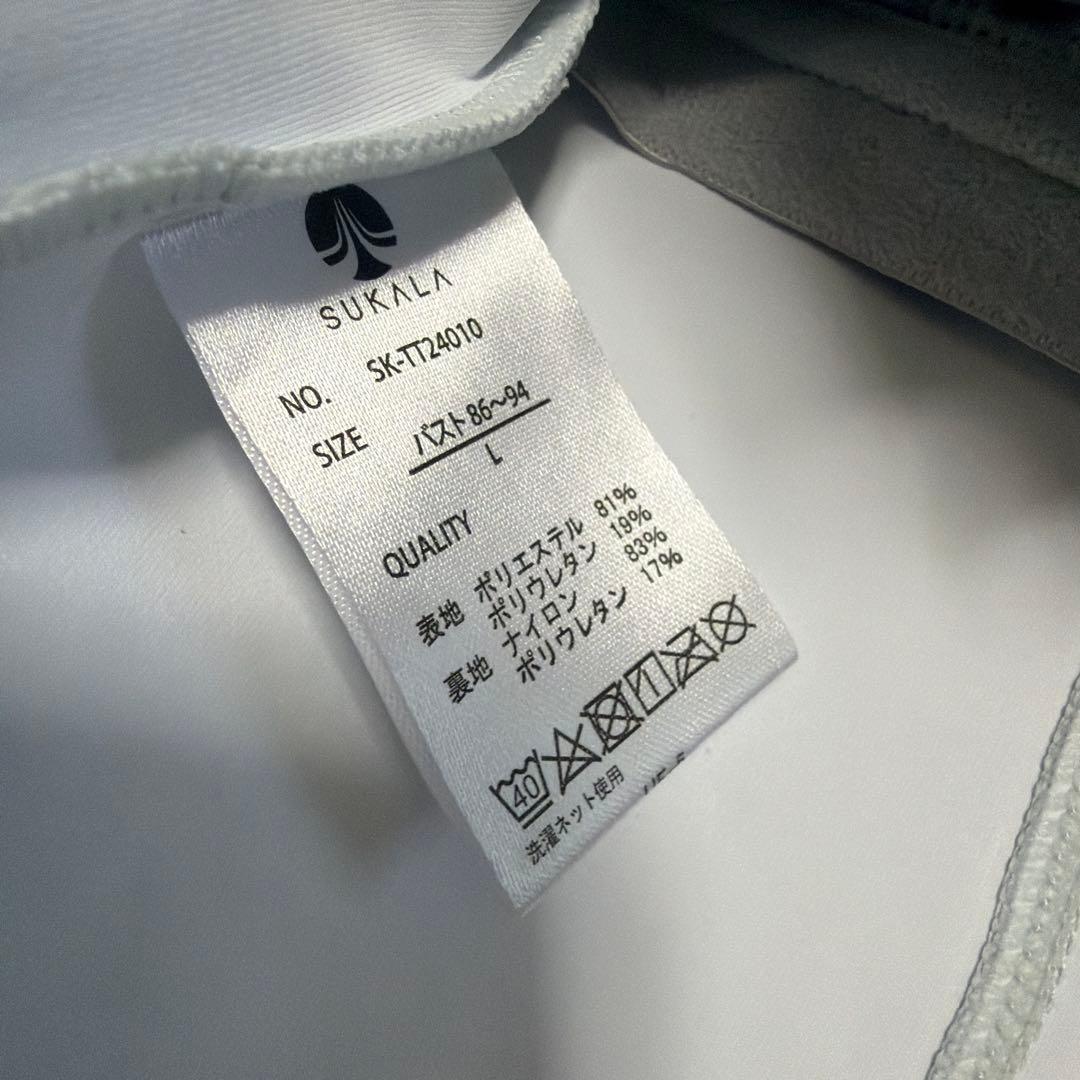 SUKALA
NO. SK-TT24010
SIZE バスト86〜94
L
QUALITY
表地 ポリエステル 81%
ポリウレタン 19%
裏地 ナイロン 83%
ポリウレタン 17%
40
洗濯ネット使用